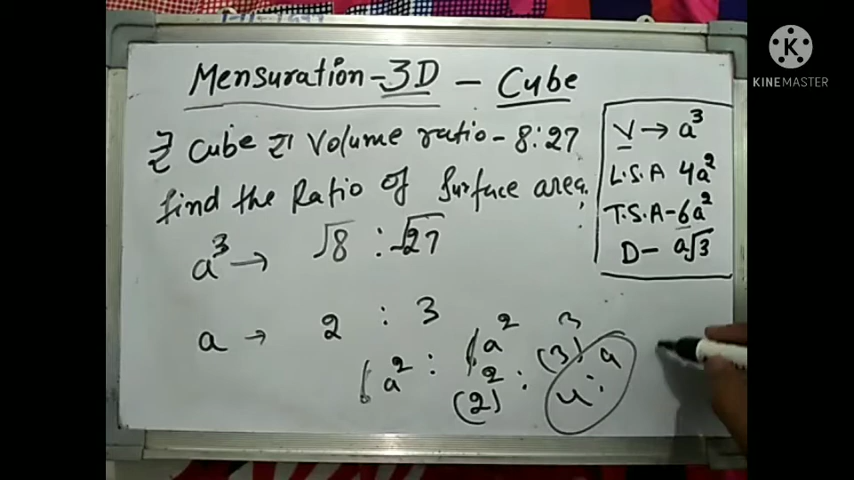 Mensuration-3D - Cube
Cube का Volume ratio - 8:27
find the Ratio of Surface area.
a³ → √8 : √27
a → 2 : 3
6a² : 6a²
(2)² : (3)³
4 : 9
V → a³
L.S.A 4a²
T.S.A - 6a²
D - a√3
K
KINEMASTER